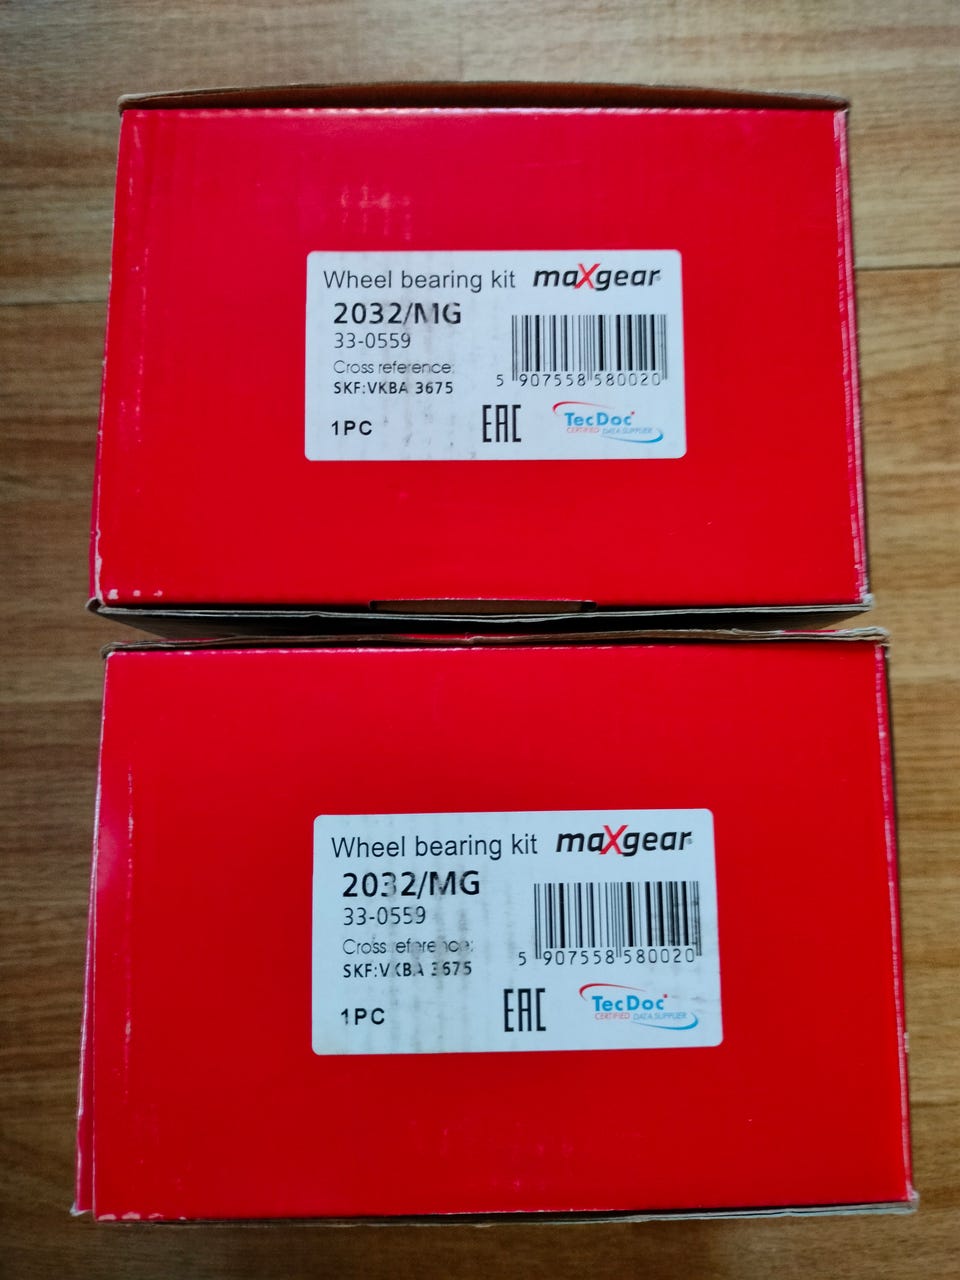 Wheel bearing kit maXgear
2032/MG
33-0559
Cross reference:
SKF:VKBA 3675
5 907558 580020
1PC
EAC
TecDoc
CERTIFIED DATA SUPPLIER
Wheel bearing kit maXgear
2032/MG
33-0559
Cross reference:
SKF:VKBA 3675
5 907558 580020
1PC
EAC
TecDoc
CERTIFIED DATA SUPPLIER